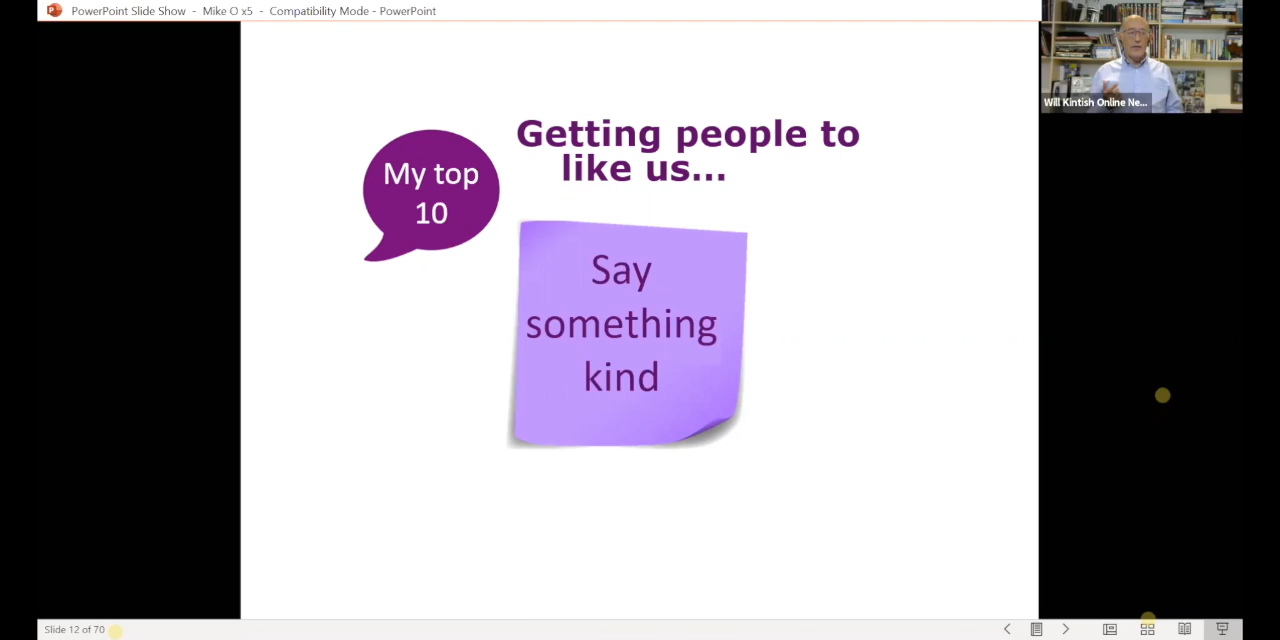 PowerPoint Slide Show - Mike O x5 - Compatibility Mode - PowerPoint
Will Kintish Online Ne...
Getting people to
like us...
My top
10
Say
something
kind
Slide 12 of 70